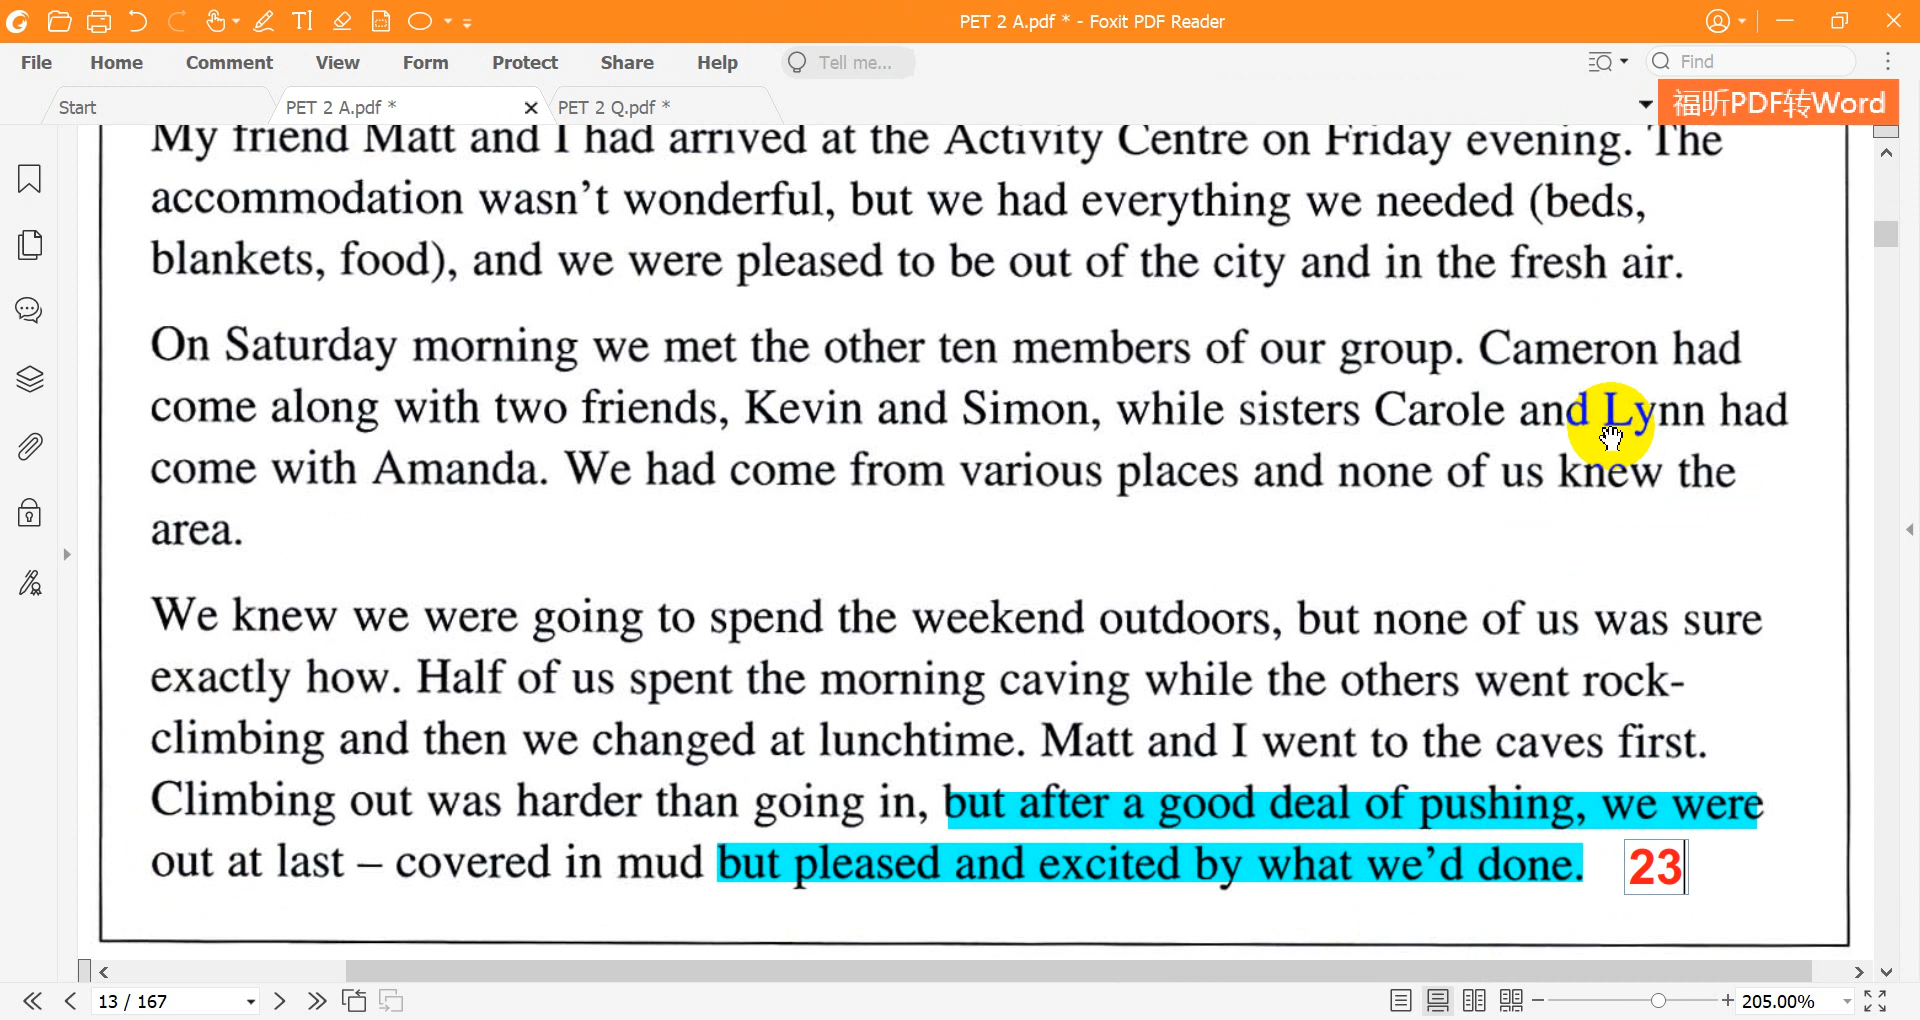 PET 2 A.pdf * - Foxit PDF Reader
File Home Comment View Form Protect Share Help Tell me... Find
Start PET 2 A.pdf * PET 2 Q.pdf * 福昕PDF转Word
My friend Matt and I had arrived at the Activity Centre on Friday evening. The
accommodation wasn't wonderful, but we had everything we needed (beds,
blankets, food), and we were pleased to be out of the city and in the fresh air.
On Saturday morning we met the other ten members of our group. Cameron had
come along with two friends, Kevin and Simon, while sisters Carole and Lynn had
come with Amanda. We had come from various places and none of us knew the
area.
We knew we were going to spend the weekend outdoors, but none of us was sure
exactly how. Half of us spent the morning caving while the others went rock-
climbing and then we changed at lunchtime. Matt and I went to the caves first.
Climbing out was harder than going in, but after a good deal of pushing, we were
out at last – covered in mud but pleased and excited by what we'd done. 23
13 / 167 205.00%